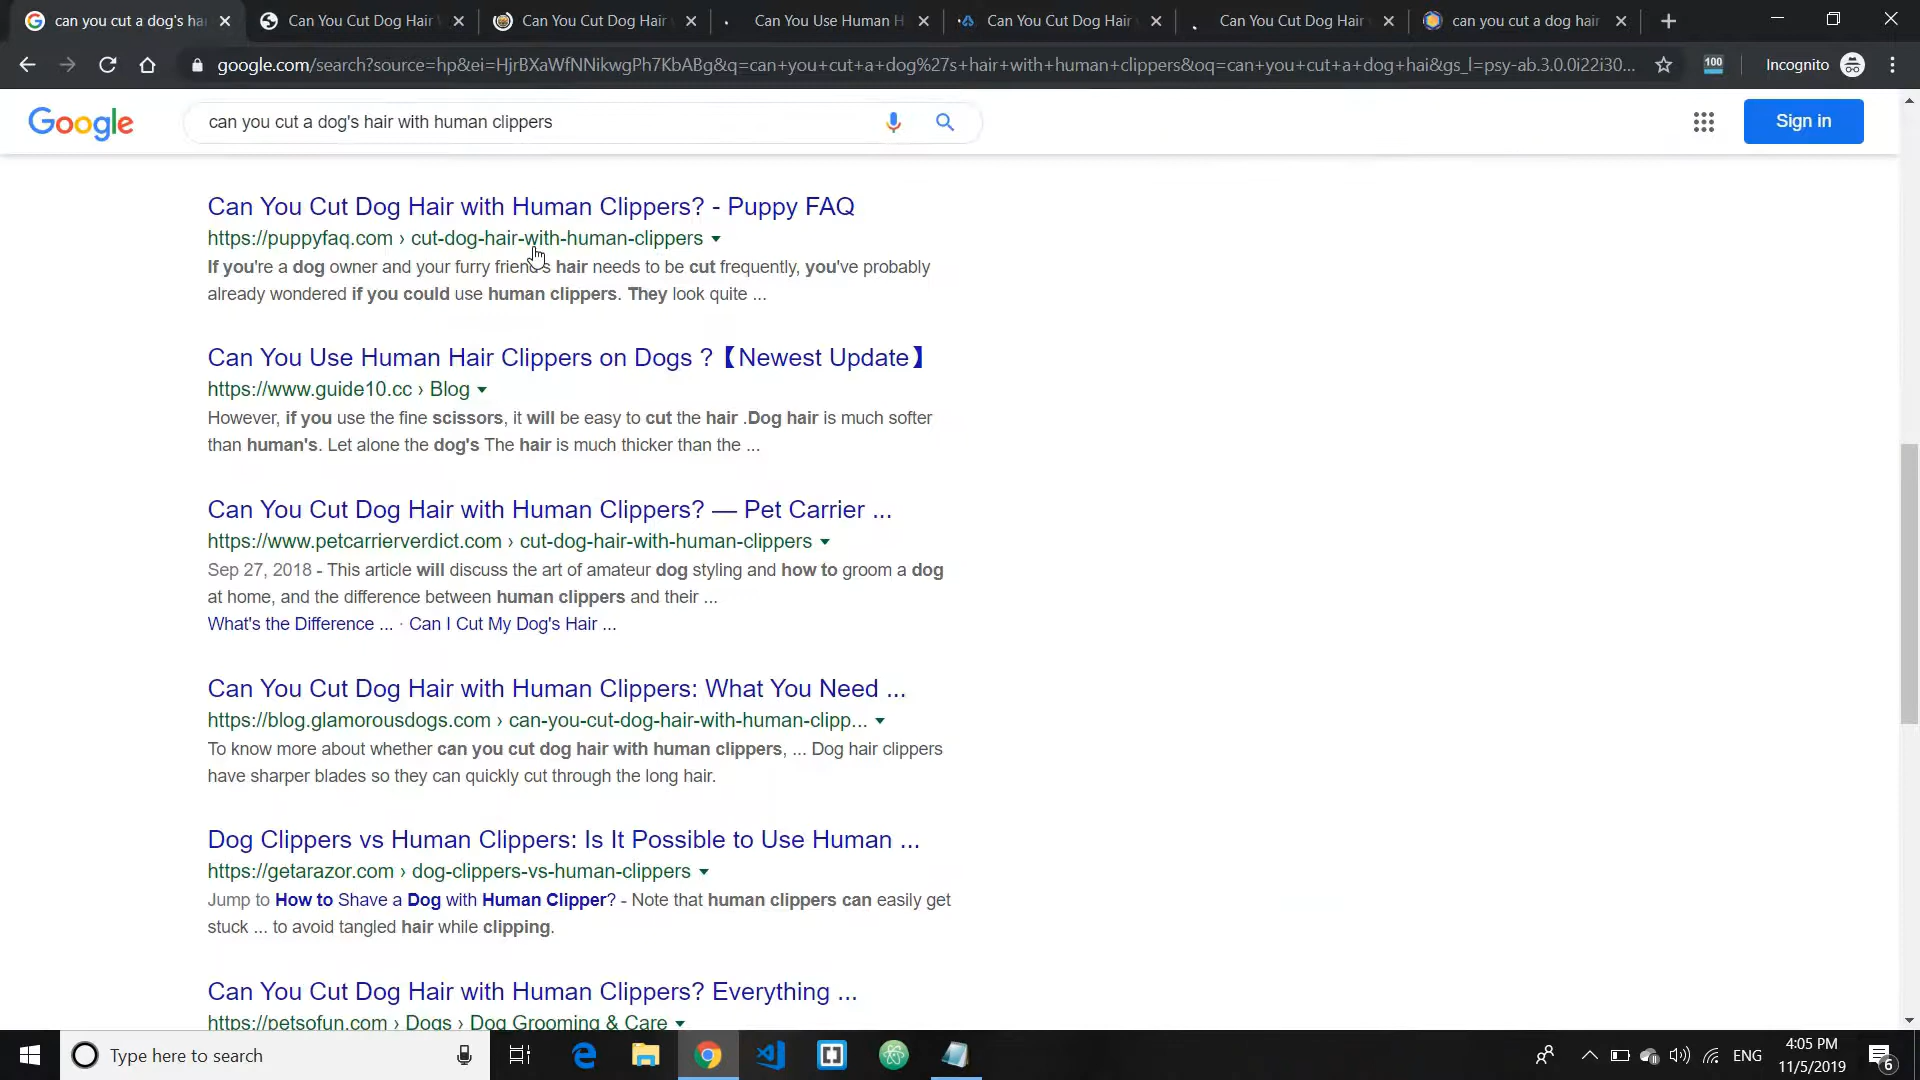 can you cut a dog's hai
Can You Cut Dog Hair
Can You Cut Dog Hair
Can You Use Human H
Can You Cut Dog Hair
Can You Cut Dog Hair
can you cut a dog hair
google.com/search?source=hp&ei=HjrBXaWfNNikwgPh7KbABg&q=can+you+cut+a+dog%27s+hair+with+human+clippers&oq=can+you+cut+a+dog+hai&gs_l=psy-ab.3.0.0i22i30...
100
Incognito
Google
can you cut a dog's hair with human clippers
Sign in
Can You Cut Dog Hair with Human Clippers? - Puppy FAQ
https://puppyfaq.com › cut-dog-hair-with-human-clippers
If you're a dog owner and your furry friend's hair needs to be cut frequently, you've probably
already wondered if you could use human clippers. They look quite ...
Can You Use Human Hair Clippers on Dogs ?【Newest Update】
https://www.guide10.cc › Blog
However, if you use the fine scissors, it will be easy to cut the hair .Dog hair is much softer
than human's. Let alone the dog's The hair is much thicker than the ...
Can You Cut Dog Hair with Human Clippers? — Pet Carrier ...
https://www.petcarrierverdict.com › cut-dog-hair-with-human-clippers
Sep 27, 2018 - This article will discuss the art of amateur dog styling and how to groom a dog
at home, and the difference between human clippers and their ...
What's the Difference ... · Can I Cut My Dog's Hair ...
Can You Cut Dog Hair with Human Clippers: What You Need ...
https://blog.glamorousdogs.com › can-you-cut-dog-hair-with-human-clipp...
To know more about whether can you cut dog hair with human clippers, ... Dog hair clippers
have sharper blades so they can quickly cut through the long hair.
Dog Clippers vs Human Clippers: Is It Possible to Use Human ...
https://getarazor.com › dog-clippers-vs-human-clippers
Jump to How to Shave a Dog with Human Clipper? - Note that human clippers can easily get
stuck ... to avoid tangled hair while clipping.
Can You Cut Dog Hair with Human Clippers? Everything ...
https://petsofun.com › Dogs › Dog Grooming & Care
Type here to search
ENG
4:05 PM
11/5/2019
6